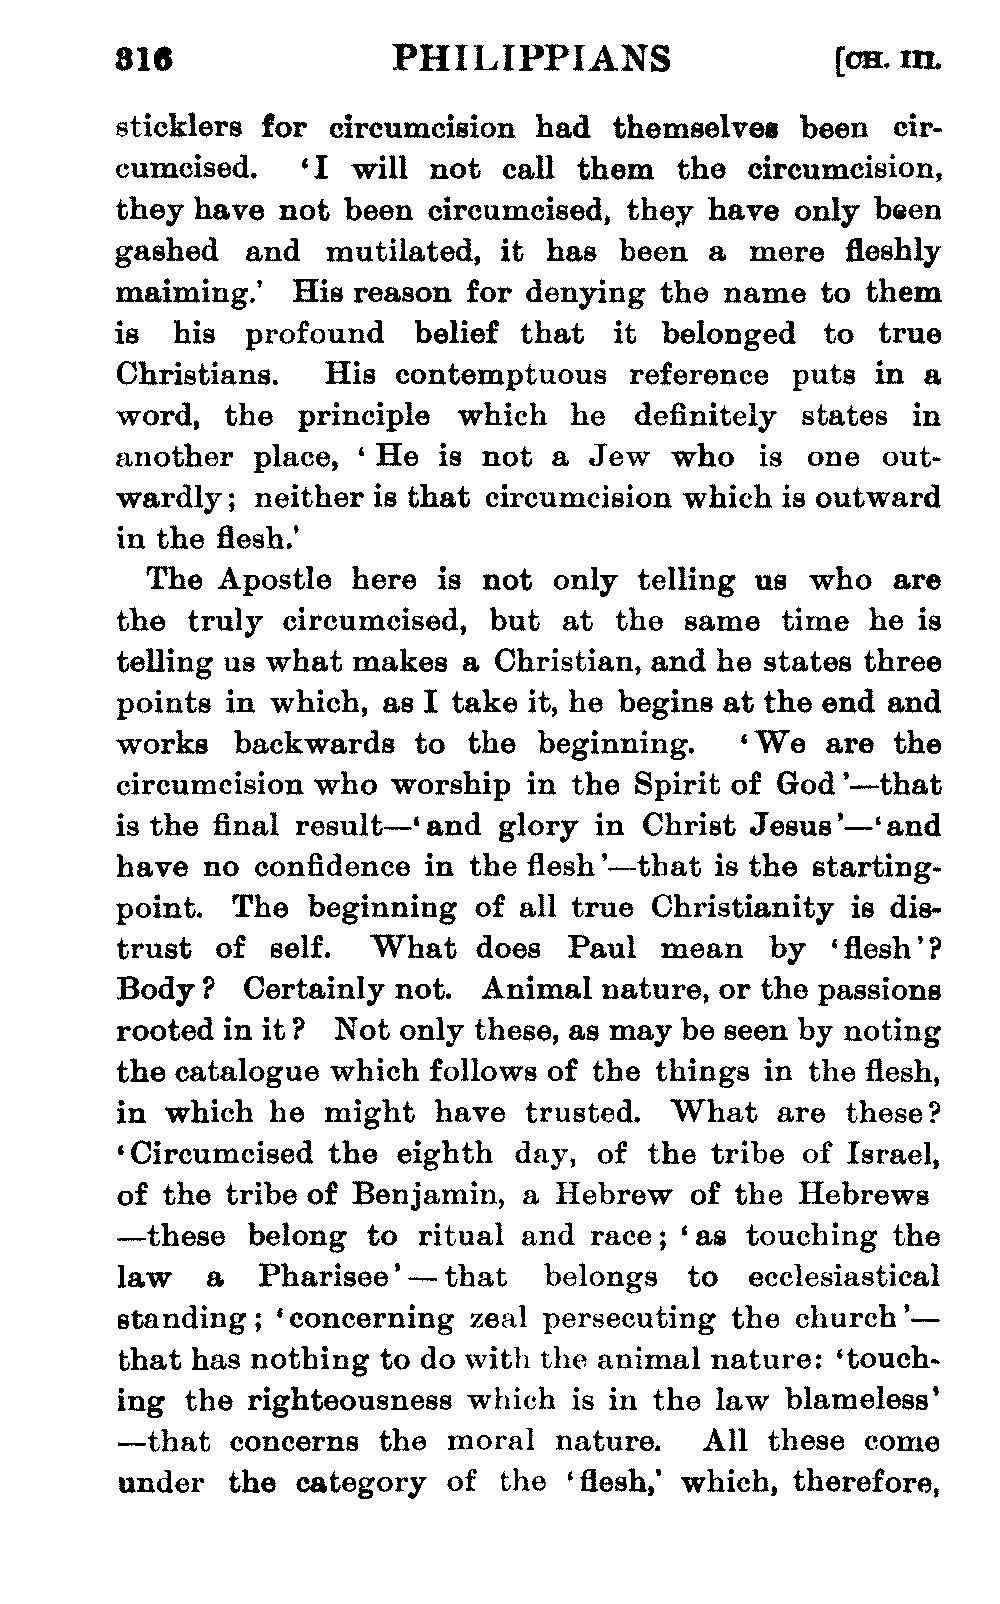 316 PHILIPPIANS [CH. III.
sticklers for circumcision had themselves been cir-
cumcised. ‘I will not call them the circumcision,
they have not been circumcised, they have only been
gashed and mutilated, it has been a mere fleshly
maiming.’ His reason for denying the name to them
is his profound belief that it belonged to true
Christians. His contemptuous reference puts in a
word, the principle which he definitely states in
another place, ‘He is not a Jew who is one out-
wardly; neither is that circumcision which is outward
in the flesh.’
The Apostle here is not only telling us who are
the truly circumcised, but at the same time he is
telling us what makes a Christian, and he states three
points in which, as I take it, he begins at the end and
works backwards to the beginning. ‘We are the
circumcision who worship in the Spirit of God’—that
is the final result—‘and glory in Christ Jesus’—‘and
have no confidence in the flesh’—that is the starting-
point. The beginning of all true Christianity is dis-
trust of self. What does Paul mean by ‘flesh’?
Body? Certainly not. Animal nature, or the passions
rooted in it? Not only these, as may be seen by noting
the catalogue which follows of the things in the flesh,
in which he might have trusted. What are these?
‘Circumcised the eighth day, of the tribe of Israel,
of the tribe of Benjamin, a Hebrew of the Hebrews
—these belong to ritual and race; ‘as touching the
law a Pharisee’—that belongs to ecclesiastical
standing; ‘concerning zeal persecuting the church’—
that has nothing to do with the animal nature: ‘touch-
ing the righteousness which is in the law blameless’
—that concerns the moral nature. All these come
under the category of the ‘flesh,’ which, therefore,